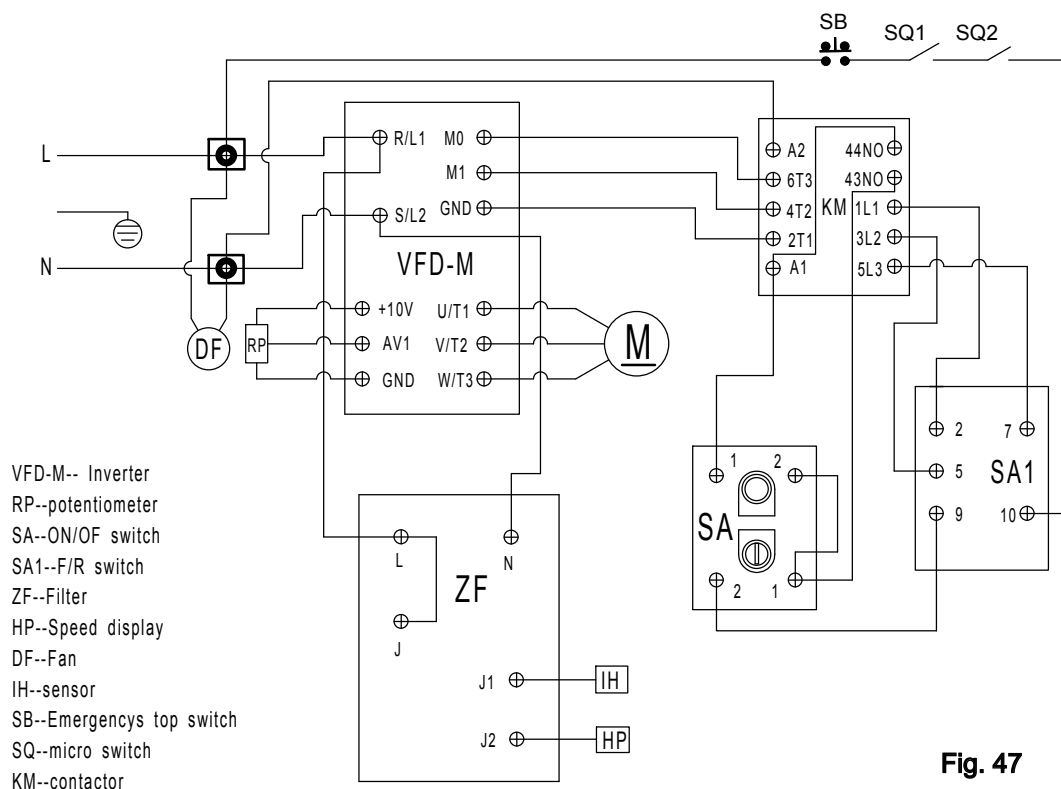 SB
SQ1
SQ2
L
N
R/L1
M0
M1
GND
S/L2
VFD-M
+10V
U/T1
AV1
V/T2
GND
W/T3
DF
RP
M
A2
44NO
6T3
43NO
4T2
KM
1L1
2T1
3L2
A1
5L3
2
7
5
SA1
9
10
1
2
SA
2
1
L
N
ZF
J
J1
IH
J2
HP
VFD-M-- Inverter
RP--potentiometer
SA--ON/OF switch
SA1--F/R switch
ZF--Filter
HP--Speed display
DF--Fan
IH--sensor
SB--Emergencys top switch
SQ--micro switch
KM--contactor
Fig. 47